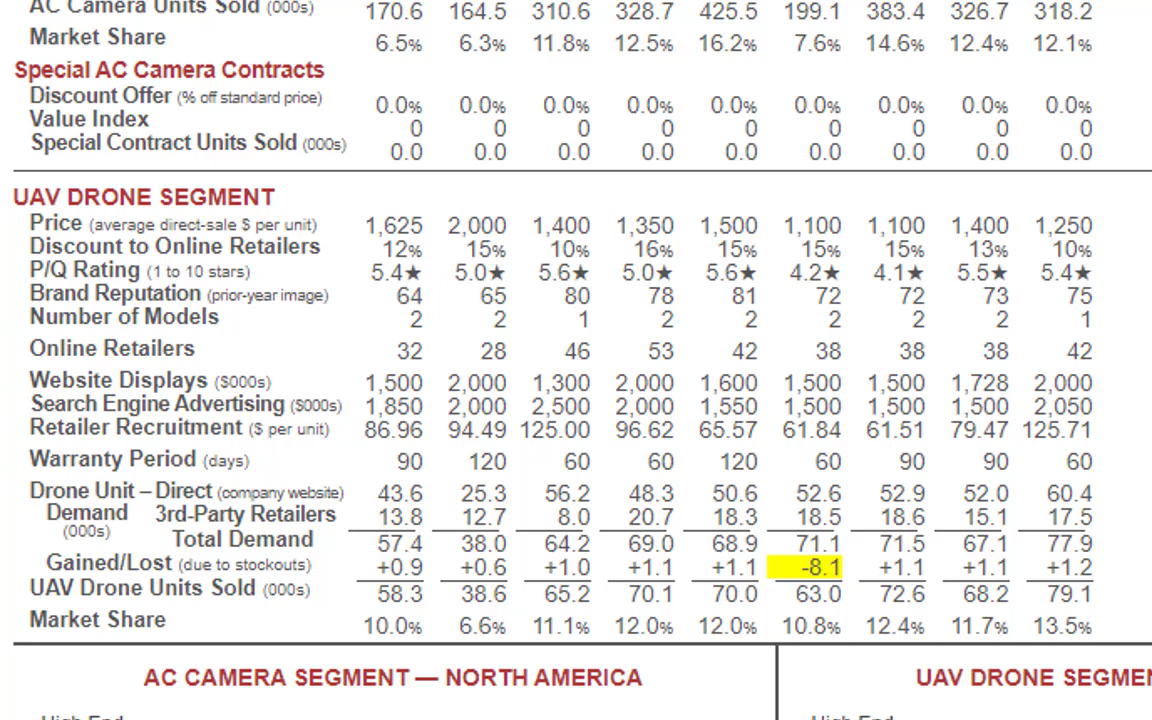 AC Camera Units Sold (000s) 170.6 164.5 310.6 328.7 425.5 199.1 383.4 326.7 318.2
Market Share 6.5% 6.3% 11.8% 12.5% 16.2% 7.6% 14.6% 12.4% 12.1%
Special AC Camera Contracts
Discount Offer (% off standard price) 0.0% 0.0% 0.0% 0.0% 0.0% 0.0% 0.0% 0.0% 0.0%
Value Index 0 0 0 0 0 0 0 0 0
Special Contract Units Sold (000s) 0.0 0.0 0.0 0.0 0.0 0.0 0.0 0.0 0.0
UAV DRONE SEGMENT
Price (average direct-sale $ per unit) 1,625 2,000 1,400 1,350 1,500 1,100 1,100 1,400 1,250
Discount to Online Retailers 12% 15% 10% 16% 15% 15% 15% 13% 10%
P/Q Rating (1 to 10 stars) 5.4★ 5.0★ 5.6★ 5.0★ 5.6★ 4.2★ 4.1★ 5.5★ 5.4★
Brand Reputation (prior-year image) 64 65 80 78 81 72 72 73 75
Number of Models 2 2 1 2 2 2 2 2 1
Online Retailers 32 28 46 53 42 38 38 38 42
Website Displays ($000s) 1,500 2,000 1,300 2,000 1,600 1,500 1,500 1,728 2,000
Search Engine Advertising ($000s) 1,850 2,000 2,500 2,000 1,550 1,500 1,500 1,500 2,050
Retailer Recruitment ($ per unit) 86.96 94.49 125.00 96.62 65.57 61.84 61.51 79.47 125.71
Warranty Period (days) 90 120 60 60 120 60 90 90 60
Drone Unit – Direct (company website) 43.6 25.3 56.2 48.3 50.6 52.6 52.9 52.0 60.4
Demand 3rd-Party Retailers 13.8 12.7 8.0 20.7 18.3 18.5 18.6 15.1 17.5
(000s) Total Demand 57.4 38.0 64.2 69.0 68.9 71.1 71.5 67.1 77.9
Gained/Lost (due to stockouts) +0.9 +0.6 +1.0 +1.1 +1.1 -8.1 +1.1 +1.1 +1.2
UAV Drone Units Sold (000s) 58.3 38.6 65.2 70.1 70.0 63.0 72.6 68.2 79.1
Market Share 10.0% 6.6% 11.1% 12.0% 12.0% 10.8% 12.4% 11.7% 13.5%
AC CAMERA SEGMENT — NORTH AMERICA UAV DRONE
High End High End